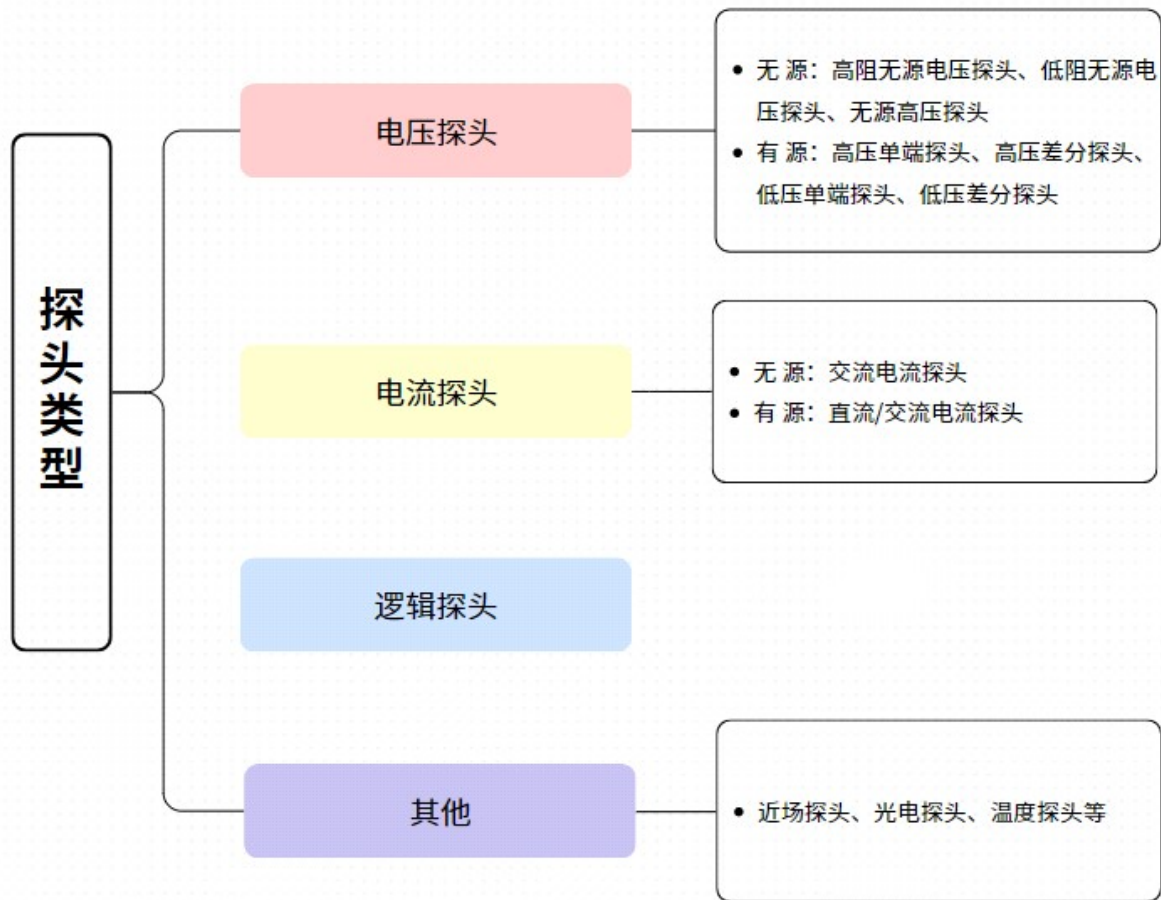 探头类型
电压探头
• 无 源：高阻无源电压探头、低阻无源电
压探头、无源高压探头
• 有 源：高压单端探头、高压差分探头、
低压单端探头、低压差分探头
电流探头
• 无 源：交流电流探头
• 有 源：直流/交流电流探头
逻辑探头
其他
• 近场探头、光电探头、温度探头等